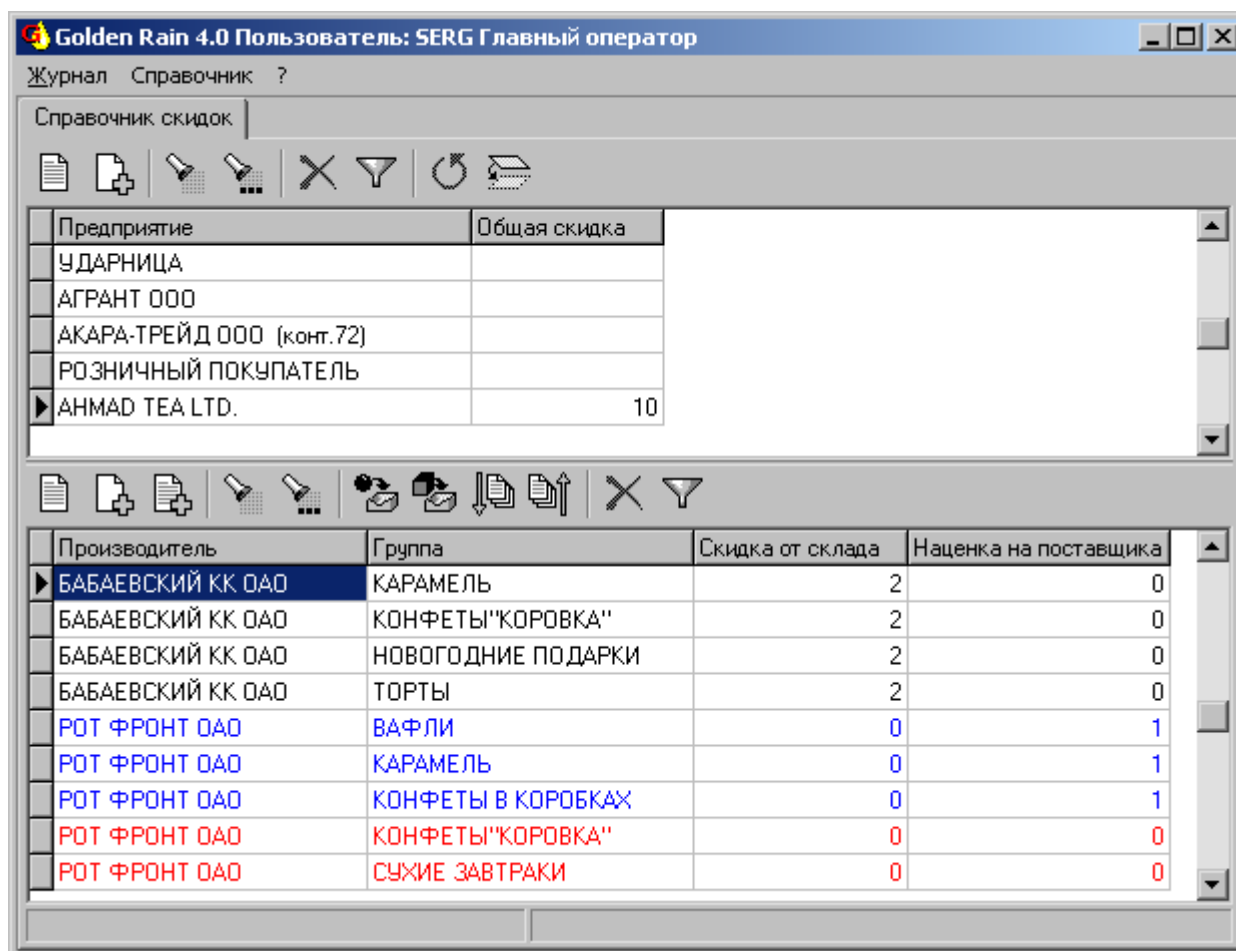 Golden Rain 4.0 Пользователь: SERG Главный оператор
Журнал Справочник ?
Справочник скидок
Предприятие Общая скидка
УДАРНИЦА
АГРАНТ ООО
АКАРА-ТРЕЙД ООО (конт.72)
РОЗНИЧНЫЙ ПОКУПАТЕЛЬ
AHMAD TEA LTD. 10
Производитель Группа Скидка от склада Наценка на поставщика
БАБАЕВСКИЙ КК ОАО КАРАМЕЛЬ 2 0
БАБАЕВСКИЙ КК ОАО КОНФЕТЫ"КОРОВКА" 2 0
БАБАЕВСКИЙ КК ОАО НОВОГОДНИЕ ПОДАРКИ 2 0
БАБАЕВСКИЙ КК ОАО ТОРТЫ 2 0
РОТ ФРОНТ ОАО ВАФЛИ 0 1
РОТ ФРОНТ ОАО КАРАМЕЛЬ 0 1
РОТ ФРОНТ ОАО КОНФЕТЫ В КОРОБКАХ 0 1
РОТ ФРОНТ ОАО КОНФЕТЫ"КОРОВКА" 0 0
РОТ ФРОНТ ОАО СУХИЕ ЗАВТРАКИ 0 0